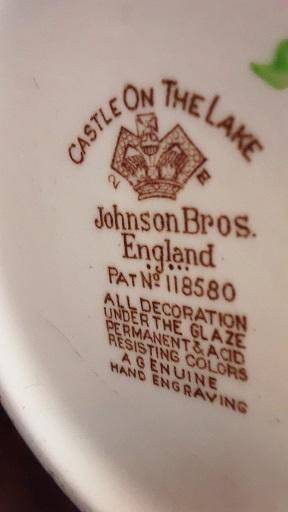 CASTLE ON THE LAKE
2 E
Johnson Bros.
England
PAT Nº 118580
ALL DECORATION
UNDER THE GLAZE
PERMANENT & ACID
RESISTING COLORS
A GENUINE
HAND ENGRAVING